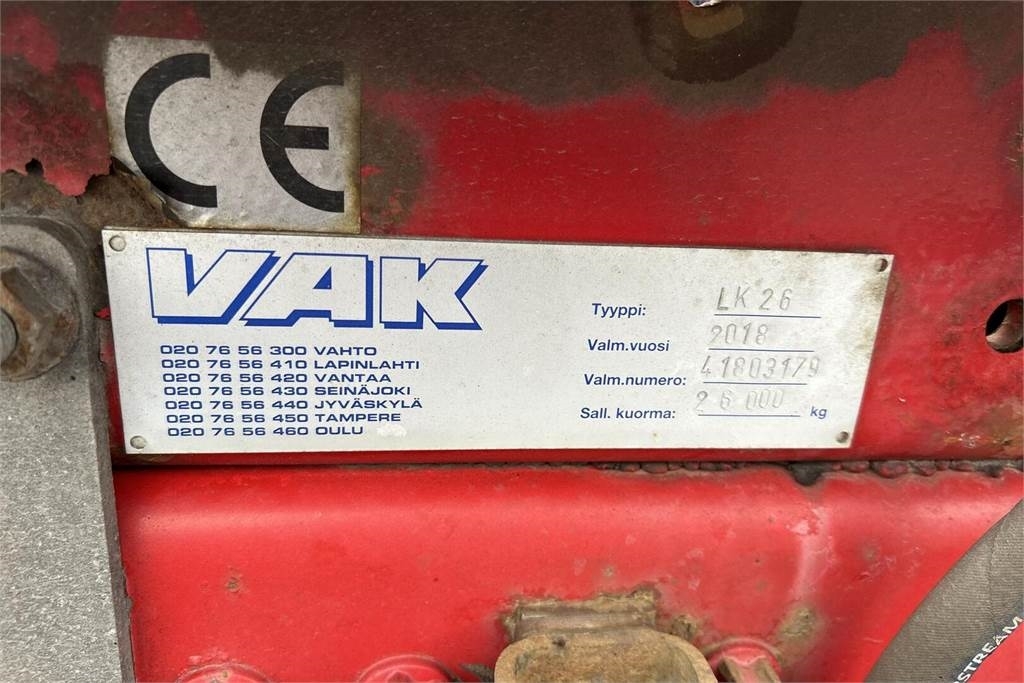 CE
VAK
020 76 56 300 VAHTO
020 76 56 410 LAPINLAHTI
020 76 56 420 VANTAA
020 76 56 430 SEINÄJOKI
020 76 56 440 JYVÄSKYLÄ
020 76 56 450 TAMPERE
020 76 56 460 OULU
Tyyppi: LK 26
Valm.vuosi 2018
Valm.numero: 41803179
Sall. kuorma: 26 000 kg